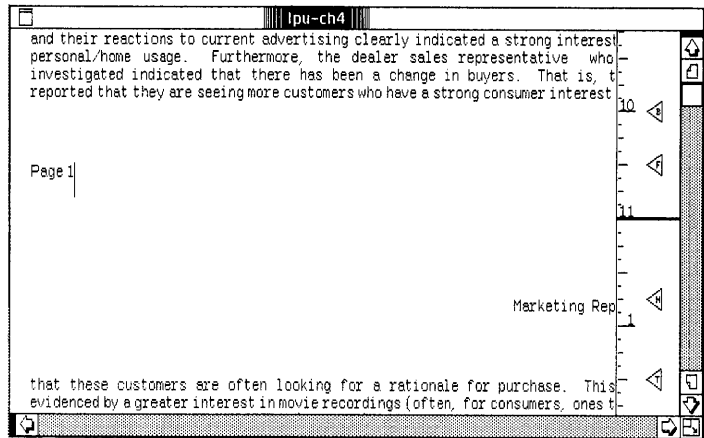 lpu-ch4
and their reactions to current advertising clearly indicated a strong interest
personal/home usage. Furthermore, the dealer sales representative who
investigated indicated that there has been a change in buyers. That is, t
reported that they are seeing more customers who have a strong consumer interest
10
B
Page 1
F
11
H
Marketing Rep
1
T
that these customers are often looking for a rationale for purchase. This
evidenced by a greater interest in movie recordings (often, for consumers, ones t